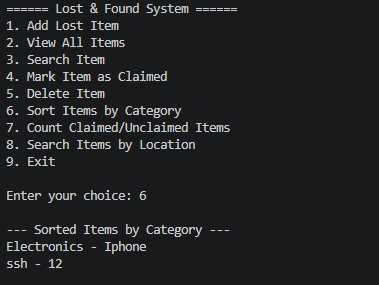 ====== Lost & Found System ======
1. Add Lost Item
2. View All Items
3. Search Item
4. Mark Item as Claimed
5. Delete Item
6. Sort Items by Category
7. Count Claimed/Unclaimed Items
8. Search Items by Location
9. Exit
Enter your choice: 6
--- Sorted Items by Category ---
Electronics - Iphone
ssh - 12